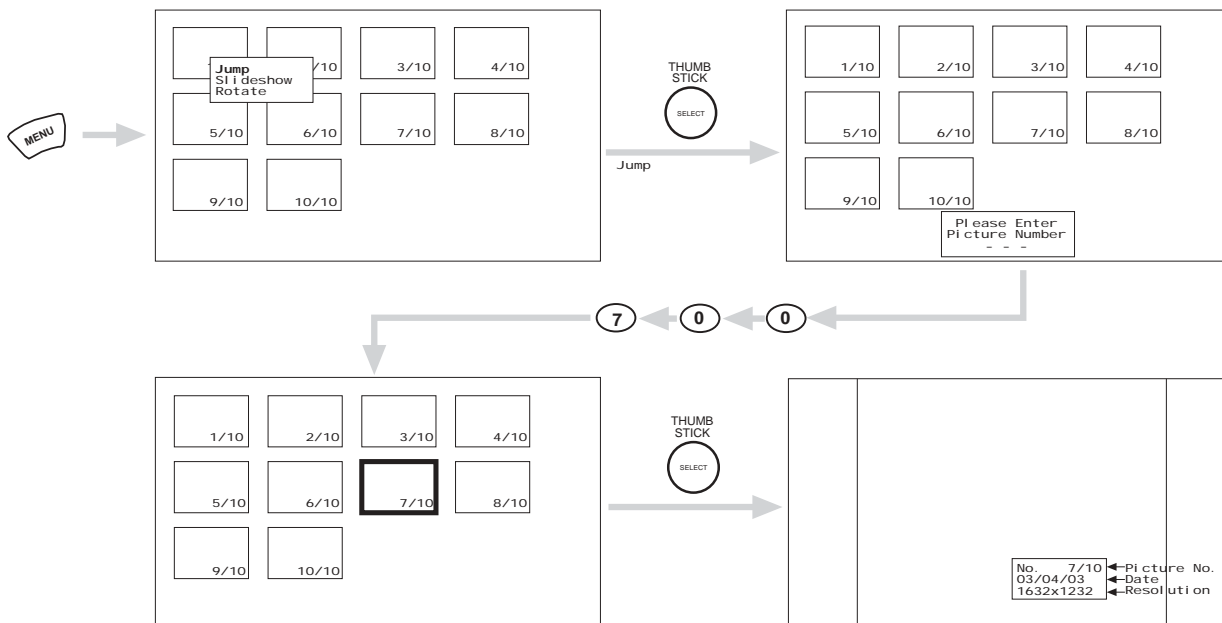 MENU
Jump
Slideshow
Rotate
/10
3/10
4/10
5/10
6/10
7/10
8/10
9/10
10/10
THUMB
STICK
SELECT
Jump
1/10
2/10
3/10
4/10
5/10
6/10
7/10
8/10
9/10
10/10
Please Enter
Picture Number
- - -
7
0
0
1/10
2/10
3/10
4/10
5/10
6/10
7/10
8/10
9/10
10/10
THUMB
STICK
SELECT
No. 7/10
03/04/03
1632x1232
Picture No.
Date
Resolution